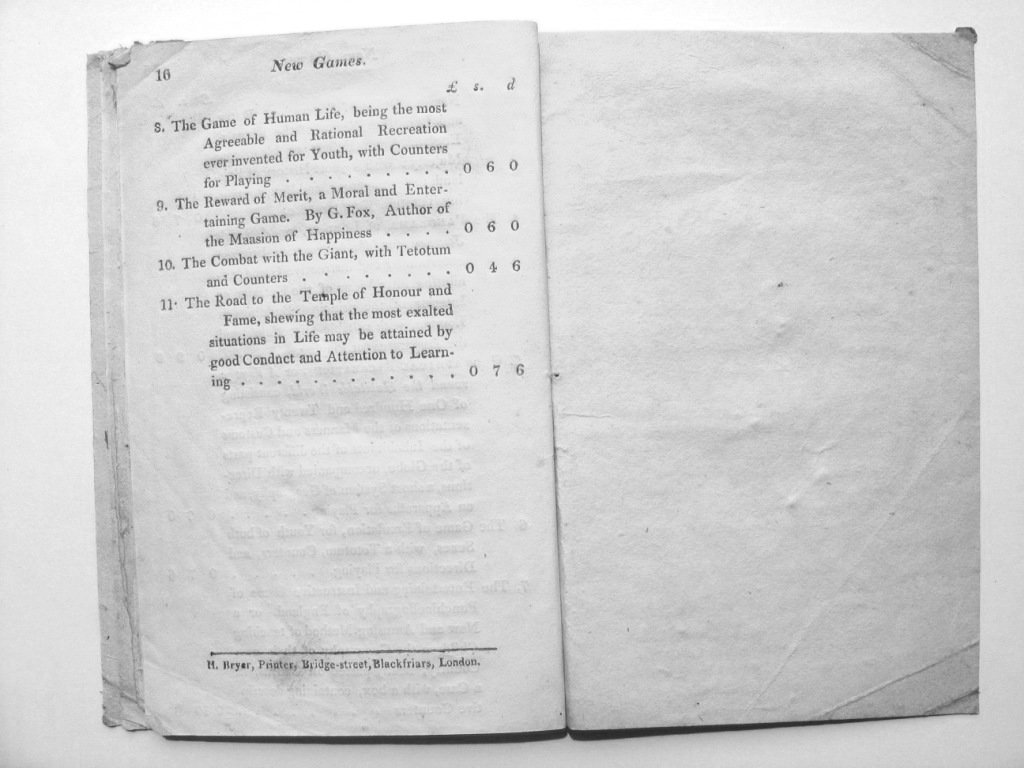 16
New Games.
£ s. d
8. The Game of Human Life, being the most
Agreeable and Rational Recreation
ever invented for Youth, with Counters
for Playing . . . . . . . . . 0 6 0
9. The Reward of Merit, a Moral and Enter-
taining Game. By G. Fox, Author of
the Maasion of Happiness . . . . 0 6 0
10. The Combat with the Giant, with Tetotum
and Counters . . . . . . . . 0 4 6
11. The Road to the Temple of Honour and
Fame, shewing that the most exalted
situations in Life may be attained by
good Condnct and Attention to Learn-
ing . . . . . . . . . . . . 0 7 6
H. Bryer, Printer, Bridge-street, Blackfriars, London.